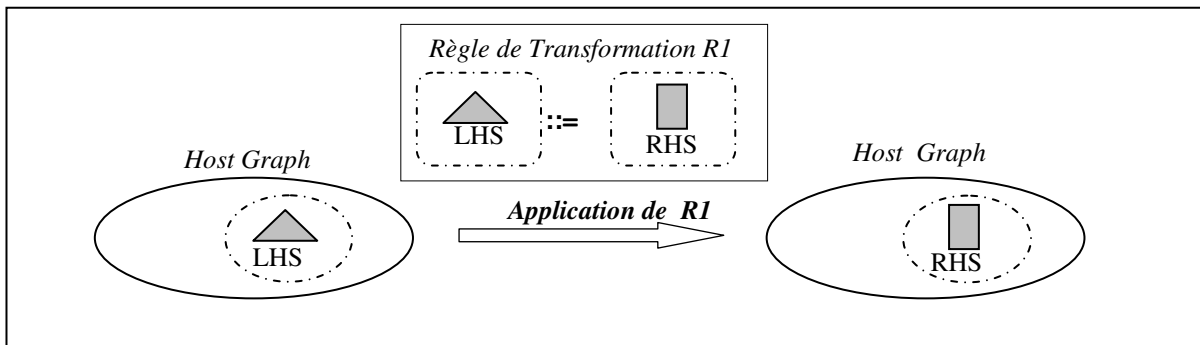 Règle de Transformation R1
LHS ::= RHS
Host Graph
Host Graph
Application de R1
LHS
RHS